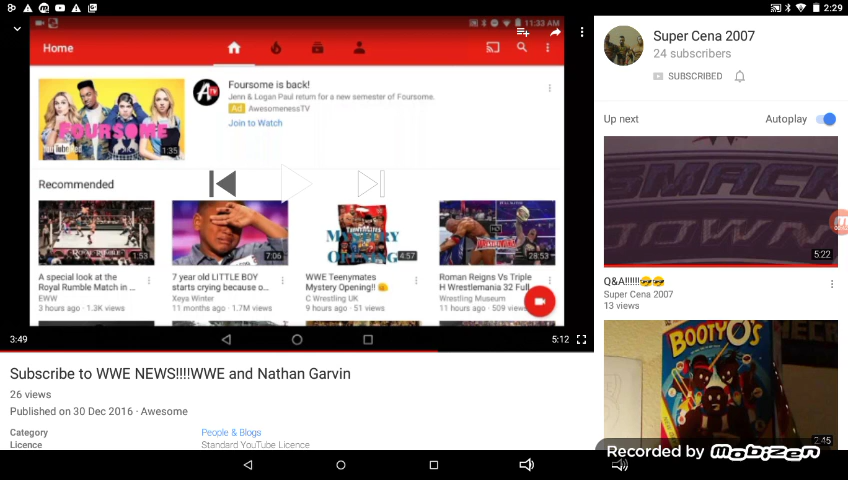 2:29
11:33 AM
Home
Foursome is back!
Jenn & Logan Paul return for a new semester of Foursome.
Ad AwesomenessTV
Join to Watch
FOURSOME
1:35
Recommended
ROYAL RUMBLE
1:53
7:06
MYSTERY
OPENING
4:57
28:53
A special look at the
Royal Rumble Match in ...
EWW
3 hours ago · 1.3K views
7 year old LITTLE BOY
starts crying because o...
Xeys Winter
11 months ago · 1.7M views
WWE Teenymates
Mystery Opening!!
C Wrestling UK
9 hours ago · 51 views
Roman Reigns Vs Triple
H Wrestlemania 32 Full...
Wrestling Museum
11 hours ago · 509 views
3:49
5:12
Subscribe to WWE NEWS!!!!WWE and Nathan Garvin
26 views
Published on 30 Dec 2016 · Awesome
Category People & Blogs
Licence Standard YouTube Licence
Super Cena 2007
24 subscribers
SUBSCRIBED
Up next Autoplay
SMACK
DOWN
5:22
Q&A!!!!!!😎😎
Super Cena 2007
13 views
BOOTY O'S
2:45
Recorded by Mobizen